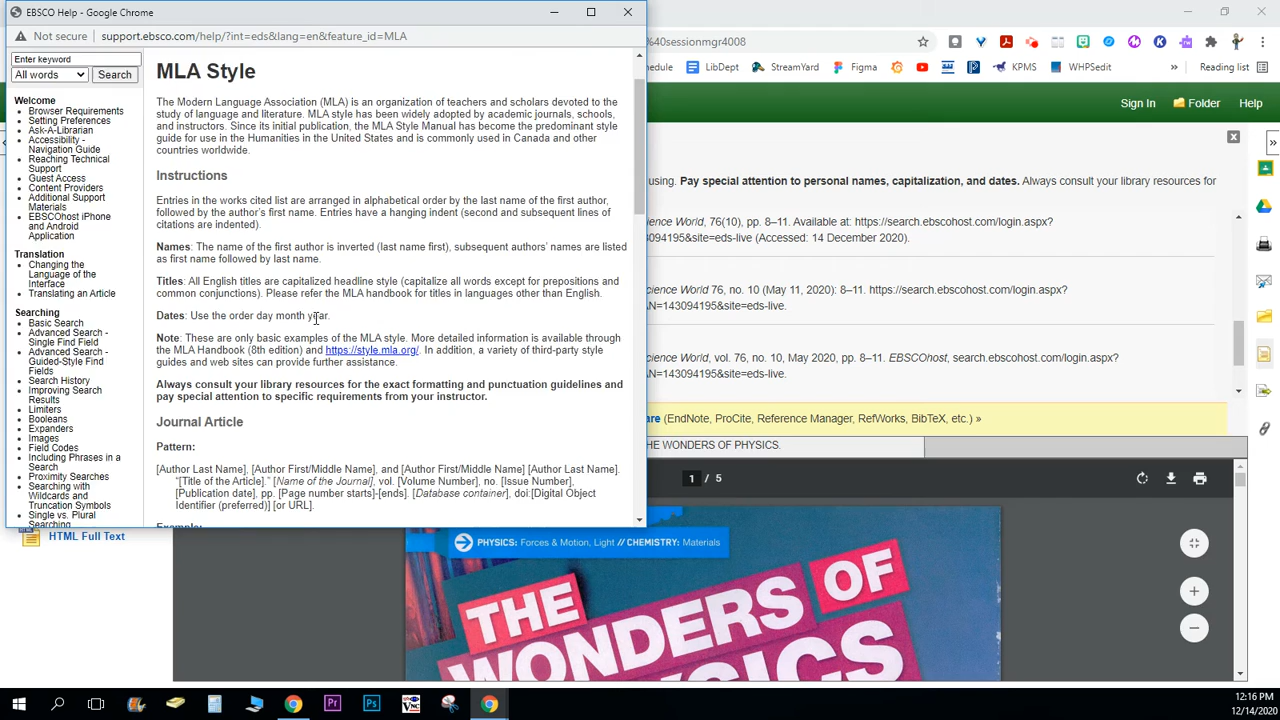 EBSCO Help - Google Chrome
Not secure support.ebsco.com/help/?int=eds&lang=en&feature_id=MLA
Enter keyword
All words Search
Welcome
Browser Requirements
Setting Preferences
Ask-A-Librarian
Accessibility -
Navigation Guide
Reaching Technical
Support
Guest Access
Content Providers
Additional Support
Materials
EBSCOhost iPhone
and Android
Application
Translation
Changing the
Language of the
Interface
Translating an Article
Searching
Basic Search
Advanced Search -
Single Find Field
Advanced Search -
Guided-Style Find
Fields
Search History
Improving Search
Results
Limiters
Booleans
Expanders
Images
Field Codes
Including Phrases in a
Search
Proximity Searches
Searching with
Wildcards and
Truncation Symbols
Single vs. Plural
Searching
MLA Style
The Modern Language Association (MLA) is an organization of teachers and scholars devoted to the
study of language and literature. MLA style has been widely adopted by academic journals, schools,
and instructors. Since its initial publication, the MLA Style Manual has become the predominant style
guide for use in the Humanities in the United States and is commonly used in Canada and other
countries worldwide.
Instructions
Entries in the works cited list are arranged in alphabetical order by the last name of the first author,
followed by the author's first name. Entries have a hanging indent (second and subsequent lines of
citations are indented).
Names: The name of the first author is inverted (last name first), subsequent authors' names are listed
as first name followed by last name.
Titles: All English titles are capitalized headline style (capitalize all words except for prepositions and
common conjunctions). Please refer the MLA handbook for titles in languages other than English.
Dates: Use the order day month year.
Note: These are only basic examples of the MLA style. More detailed information is available through
the MLA Handbook (8th edition) and https://style.mla.org/. In addition, a variety of third-party style
guides and web sites can provide further assistance.
Always consult your library resources for the exact formatting and punctuation guidelines and
pay special attention to specific requirements from your instructor.
Journal Article
Pattern:
[Author Last Name], [Author First/Middle Name], and [Author First/Middle Name] [Author Last Name].
"[Title of the Article]." [Name of the Journal], vol. [Volume Number], no. [Issue Number],
[Publication date], pp. [Page number starts]-[ends]. [Database container], doi:[Digital Object
Identifier (preferred)] [or URL].
Example:
%40sessionmgr4008
hedule LibDept StreamYard Figma KPMS WHPSedit » Reading list
Sign In Folder Help
using. Pay special attention to personal names, capitalization, and dates. Always consult your library resources for
ience World, 76(10), pp. 8–11. Available at: https://search.ebscohost.com/login.aspx?
3094195&site=eds-live (Accessed: 14 December 2020).
cience World 76, no. 10 (May 11, 2020): 8–11. https://search.ebscohost.com/login.aspx?
AN=143094195&site=eds-live.
World, vol. 76, no. 10, May 2020, pp. 8–11. EBSCOhost, search.ebscohost.com/login.aspx?
3094195&site=eds-live.
are (EndNote, ProCite, Reference Manager, RefWorks, BibTeX, etc.) »
HE WONDERS OF PHYSICS.
1 / 5
HTML Full Text
PHYSICS: Forces & Motion, Light // CHEMISTRY: Materials
THE
WONDERS OF
12:16 PM
12/14/2020